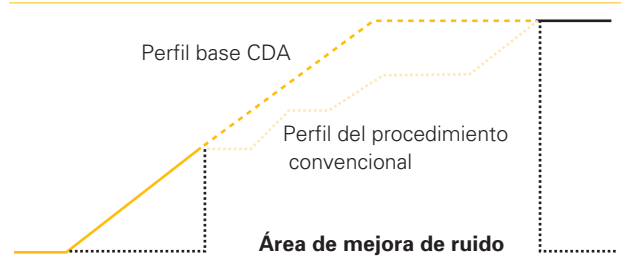 Perfil base CDA
Perfil del procedimiento
convencional
Área de mejora de ruido